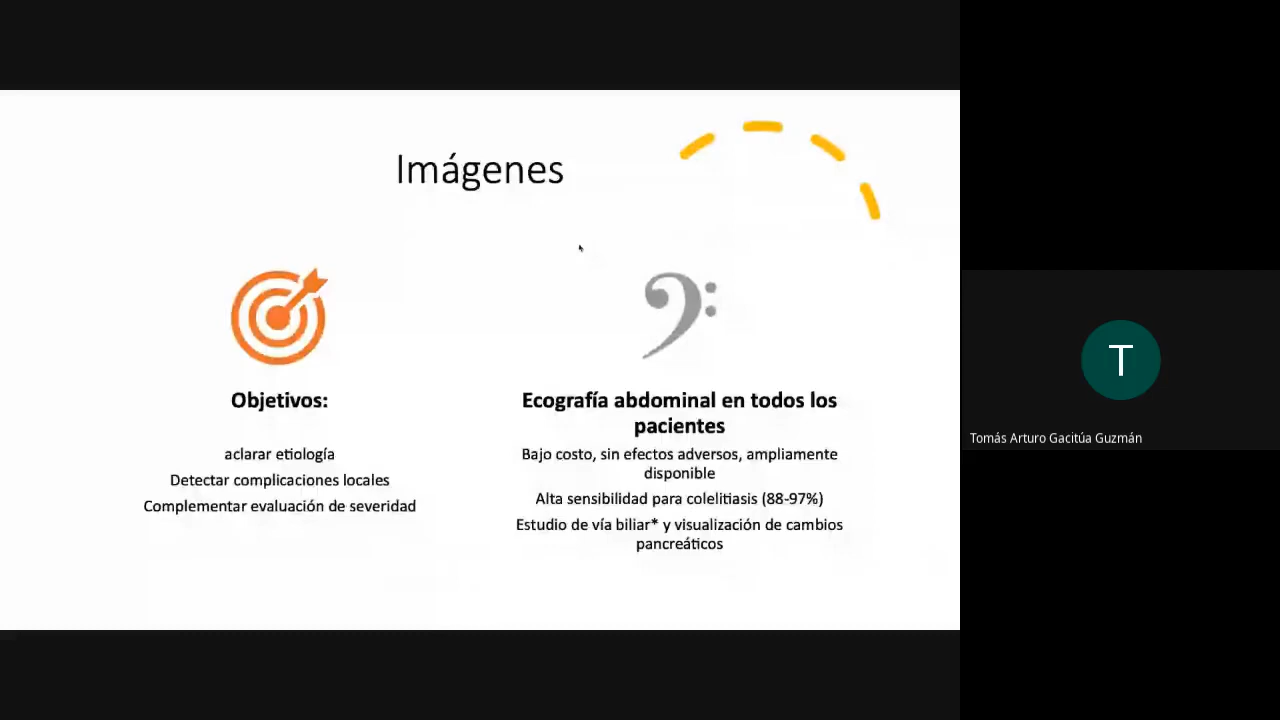 Imágenes
Objetivos:
aclarar etiología
Detectar complicaciones locales
Complementar evaluación de severidad
Ecografía abdominal en todos los
pacientes
Bajo costo, sin efectos adversos, ampliamente
disponible
Alta sensibilidad para colelitiasis (88-97%)
Estudio de vía biliar* y visualización de cambios
pancreáticos
T
Tomás Arturo Gacitúa Guzmán